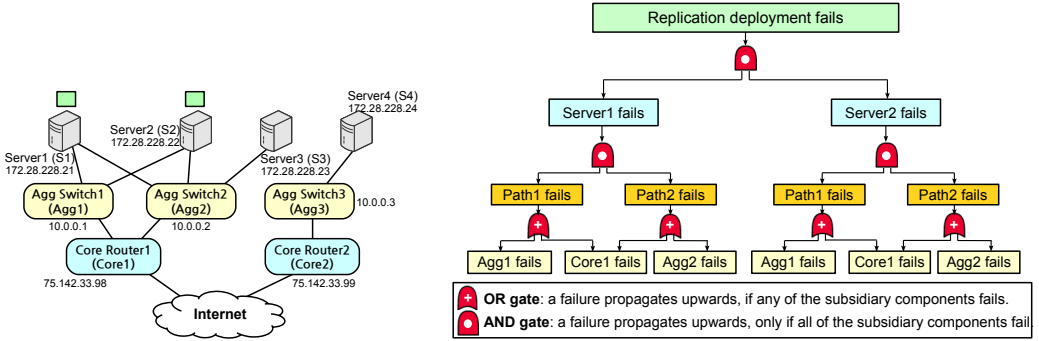 Server4 (S4)
172.28.228.24
Server2 (S2)
172.28.228.22
Server1 (S1)
172.28.228.21
Server3 (S3)
172.28.228.23
Agg Switch1
(Agg1)
Agg Switch2
(Agg2)
Agg Switch3
(Agg3)
10.0.0.3
10.0.0.1
10.0.0.2
Core Router1
(Core1)
Core Router2
(Core2)
75.142.33.98
75.142.33.99
Internet
Replication deployment fails
Server1 fails
Server2 fails
Path1 fails
Path2 fails
Path1 fails
Path2 fails
Agg1 fails
Core1 fails
Agg2 fails
Agg1 fails
Core1 fails
Agg2 fails
OR gate: a failure propagates upwards, if any of the subsidiary components fails.
AND gate: a failure propagates upwards, only if all of the subsidiary components fail.